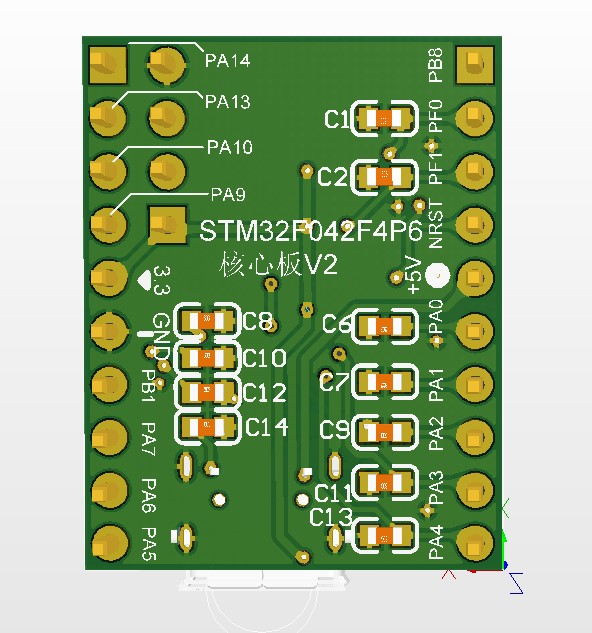 PA14
PB8
PA13
C1
PF0
PA10
C2
PF1
PA9
NRST
STM32F042F4P6
核心板V2
3.3
+5V
GND
C8
C6
PA0
C10
PB1
C7
PA1
C12
C14
PA7
C9
PA2
PA6
C11
PA3
C13
PA5
PA4
X
Z